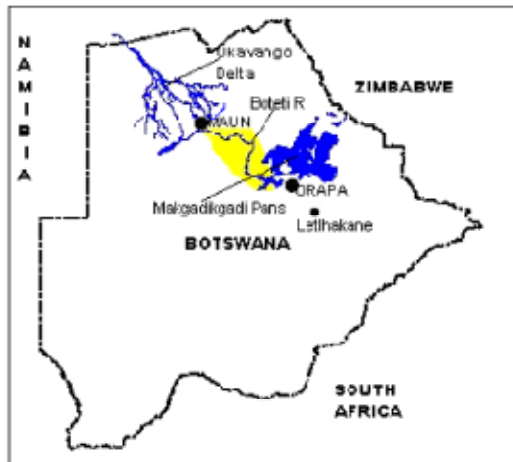 NAMIBIA
Okavango
Delta
ZIMBABWE
Boteti R
MAUN
ORAPA
Makgadikgadi Pans
Letlhakane
BOTSWANA
SOUTH
AFRICA